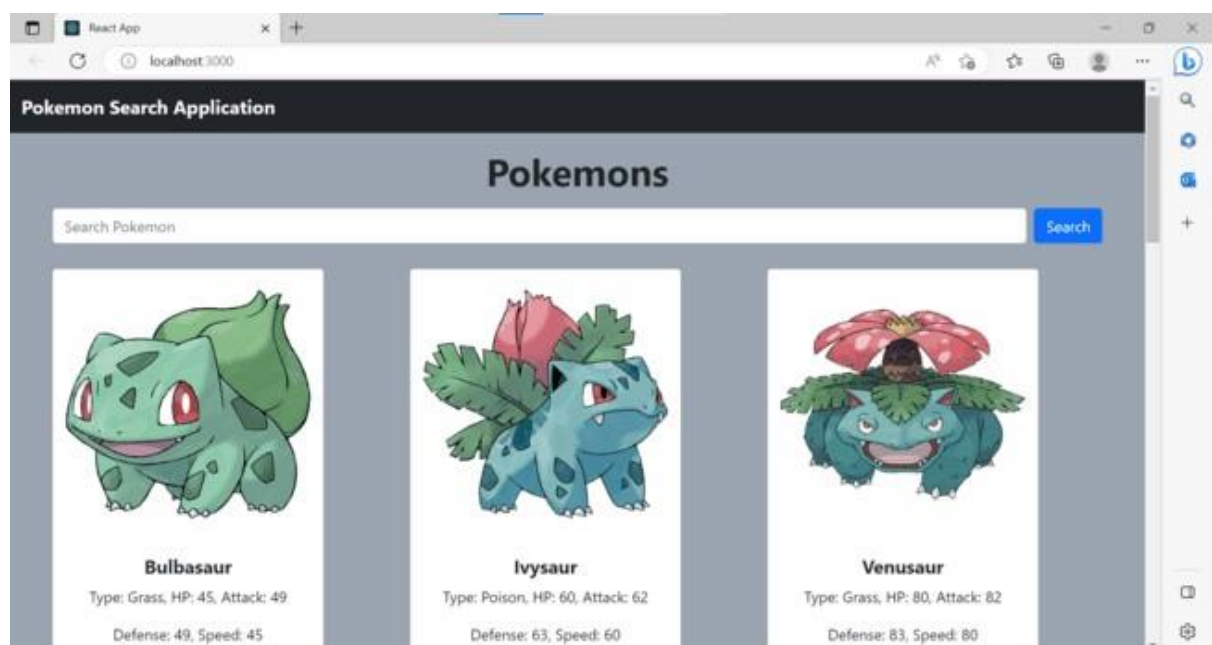 React App
localhost:3000
Pokemon Search Application
Pokemons
Search Pokemon
Search
Bulbasaur
Type: Grass, HP: 45, Attack: 49
Defense: 49, Speed: 45
Ivysaur
Type: Poison, HP: 60, Attack: 62
Defense: 63, Speed: 60
Venusaur
Type: Grass, HP: 80, Attack: 82
Defense: 83, Speed: 80